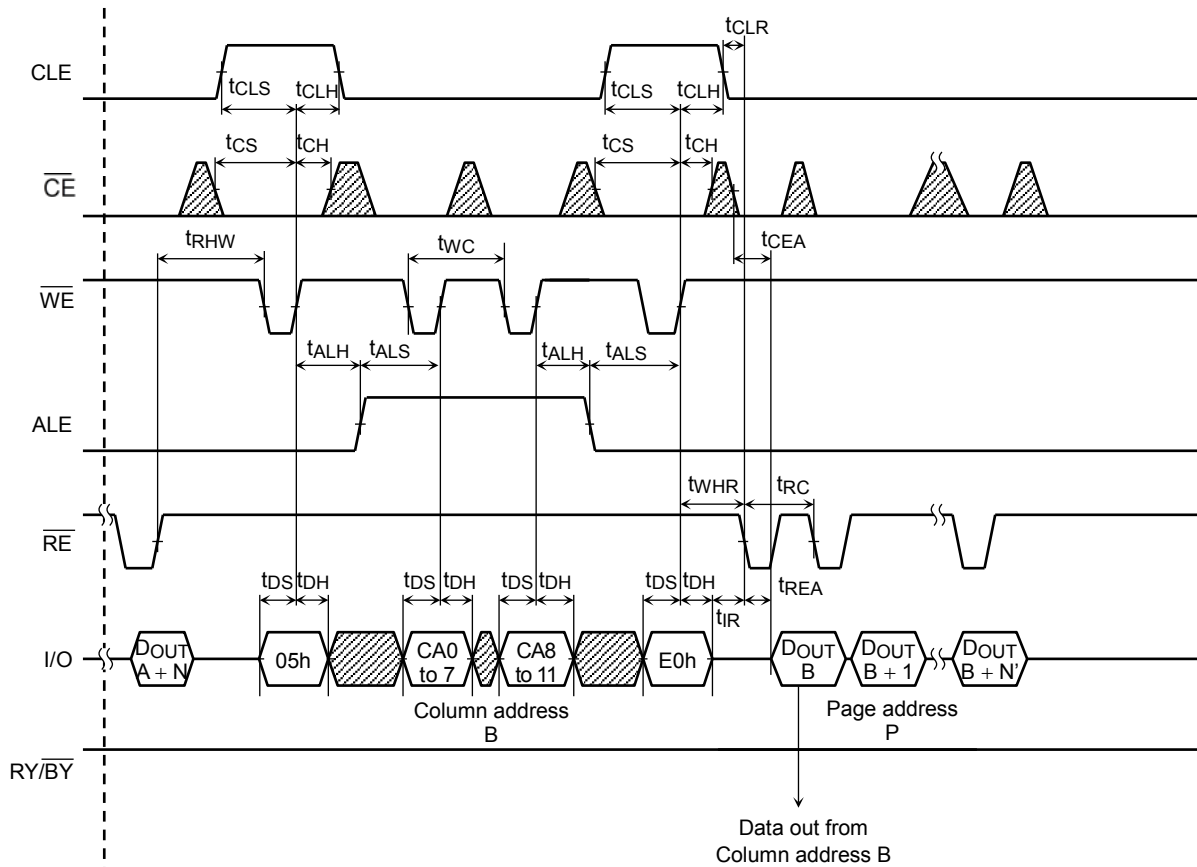 tCLR
CLE
tCLS tCLH tCLS tCLH
tCS tCH tCS tCH
CE
tRHW tWC tCEA
WE
tALH tALS tALH tALS
ALE
tWHR tRC
RE
tDS tDH tDS tDH tDS tDH tDS tDH tREA
tIR
I/O
DOUT
A + N
05h
CA0
to 7
CA8
to 11
E0h
DOUT
B
DOUT
B + 1
DOUT
B + N’
Column address
B
Page address
P
RY/BY
Data out from
Column address B